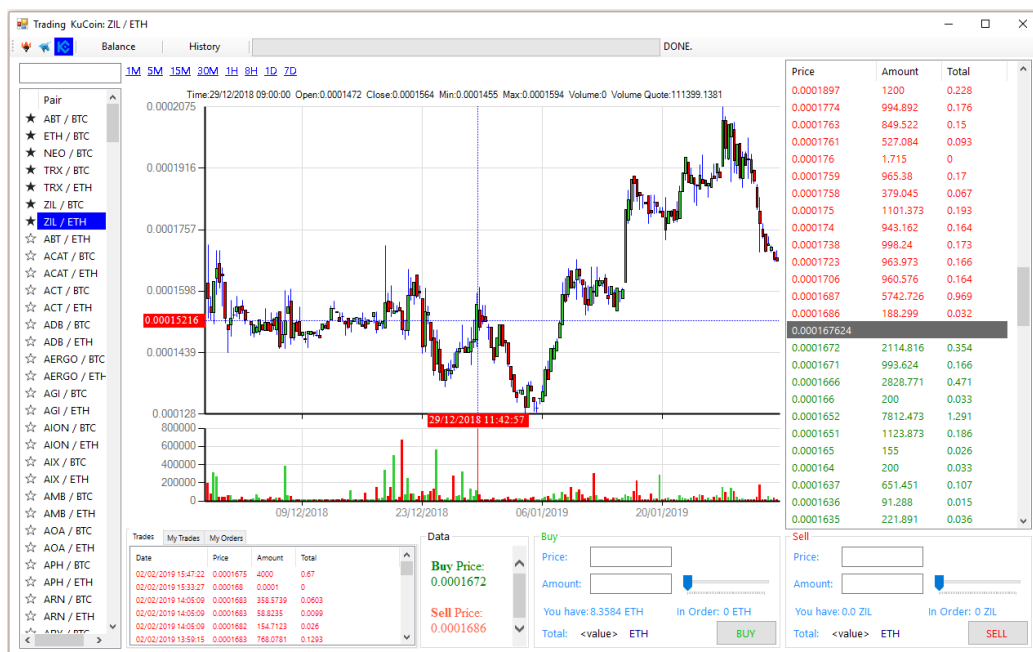 Trading KuCoin: ZIL / ETH
Balance History DONE.
1M 5M 15M 30M 1H 8H 1D 7D
Time:29/12/2018 09:00:00 Open:0.0001472 Close:0.0001564 Min:0.0001455 Max:0.0001594 Volume:0 Volume Quote:111399.1381
Pair
ABT / BTC
ETH / BTC
NEO / BTC
TRX / BTC
TRX / ETH
ZIL / BTC
ZIL / ETH
ABT / ETH
ACAT / BTC
ACAT / ETH
ACT / BTC
ACT / ETH
ADB / BTC
ADB / ETH
AERGO / BTC
AERGO / ETH
AGI / BTC
AGI / ETH
AION / BTC
AION / ETH
AIX / BTC
AIX / ETH
AMB / BTC
AMB / ETH
AOA / BTC
AOA / ETH
APH / BTC
APH / ETH
ARN / BTC
ARN / ETH
0.0002075
0.0001916
0.0001757
0.0001598
0.00015216
0.0001439
0.000128
29/12/2018 11:42:57
800000
600000
400000
200000
0
09/12/2018 23/12/2018 06/01/2019 20/01/2019
Price Amount Total
0.0001897 1200 0.228
0.0001774 994.892 0.176
0.0001763 849.522 0.15
0.0001761 527.084 0.093
0.000176 1.715 0
0.0001759 965.38 0.17
0.0001758 379.045 0.067
0.000175 1101.373 0.193
0.000174 943.162 0.164
0.0001738 998.24 0.173
0.0001723 963.973 0.166
0.0001706 960.576 0.164
0.0001687 5742.726 0.969
0.0001686 188.299 0.032
0.000167624
0.0001672 2114.816 0.354
0.0001671 993.624 0.166
0.0001666 2828.771 0.471
0.000166 200 0.033
0.0001652 7812.473 1.291
0.0001651 1123.873 0.186
0.000165 155 0.026
0.000164 200 0.033
0.0001637 651.451 0.107
0.0001636 91.288 0.015
0.0001635 221.891 0.036
Trades My Trades My Orders
Date Price Amount Total
02/02/2019 15:47:22 0.0001675 4000 0.67
02/02/2019 15:33:27 0.000168 0.0001 0
02/02/2019 14:05:09 0.0001683 358.5739 0.0603
02/02/2019 14:05:09 0.0001683 58.8235 0.0099
02/02/2019 14:05:09 0.0001682 154.7123 0.026
02/02/2019 13:59:15 0.0001683 768.0781 0.1293
Data
Buy Price:
0.0001672
Sell Price:
0.0001686
Buy
Price:
Amount:
You have: 8.3584 ETH In Order: 0 ETH
Total: <value> ETH BUY
Sell
Price:
Amount:
You have: 0.0 ZIL In Order: 0 ZIL
Total: <value> ETH SELL